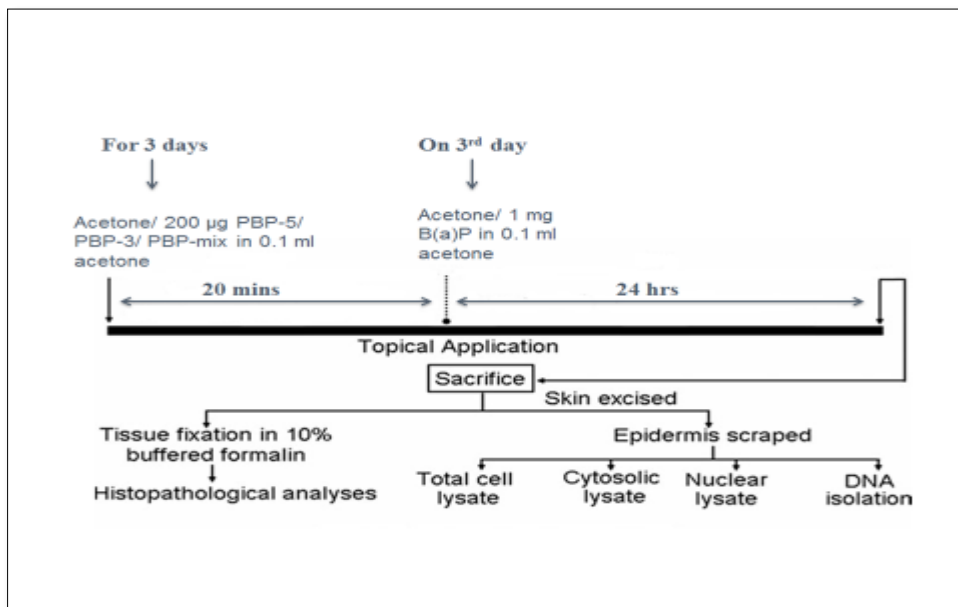 For 3 days
On 3rd day
Acetone/ 200 µg PBP-5/
PBP-3/ PBP-mix in 0.1 ml
acetone
Acetone/ 1 mg
B(a)P in 0.1 ml
acetone
20 mins
24 hrs
Topical Application
Sacrifice
Skin excised
Tissue fixation in 10%
buffered formalin
Histopathological analyses
Epidermis scraped
Total cell
lysate
Cytosolic
lysate
Nuclear
lysate
DNA
isolation